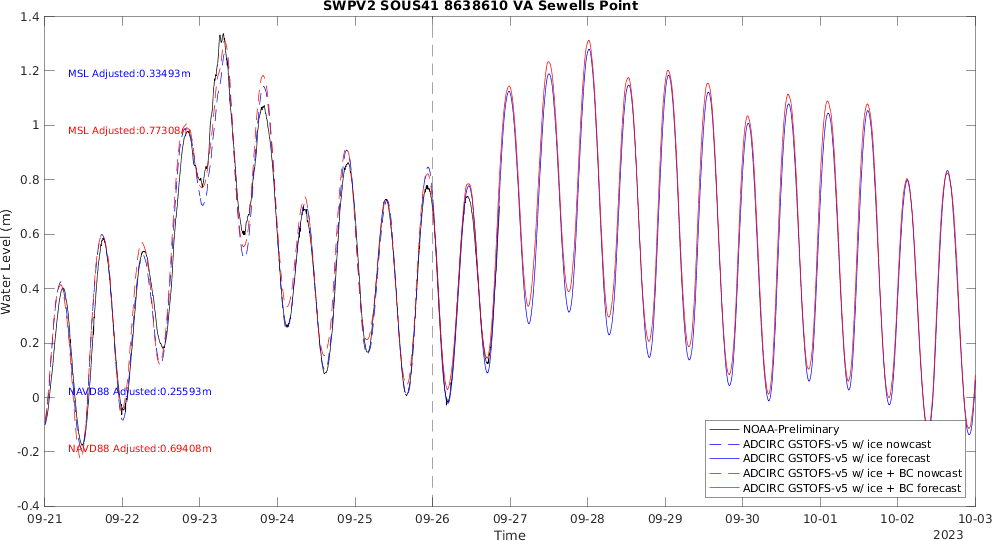 SWPV2 SOUS41 8638610 VA Sewells Point
1.4
1.2
1
0.8
0.6
0.4
0.2
0
-0.2
-0.4
Water Level (m)
MSL Adjusted:0.33493m
MSL Adjusted:0.77308m
NAVD88 Adjusted:0.25593m
NAVD88 Adjusted:0.69408m
NOAA-Preliminary
ADCIRC GSTOFS-v5 w/ ice nowcast
ADCIRC GSTOFS-v5 w/ ice forecast
ADCIRC GSTOFS-v5 w/ ice + BC nowcast
ADCIRC GSTOFS-v5 w/ ice + BC forecast
09-21 09-22 09-23 09-24 09-25 09-26 09-27 09-28 09-29 09-30 10-01 10-02 10-03
Time
2023